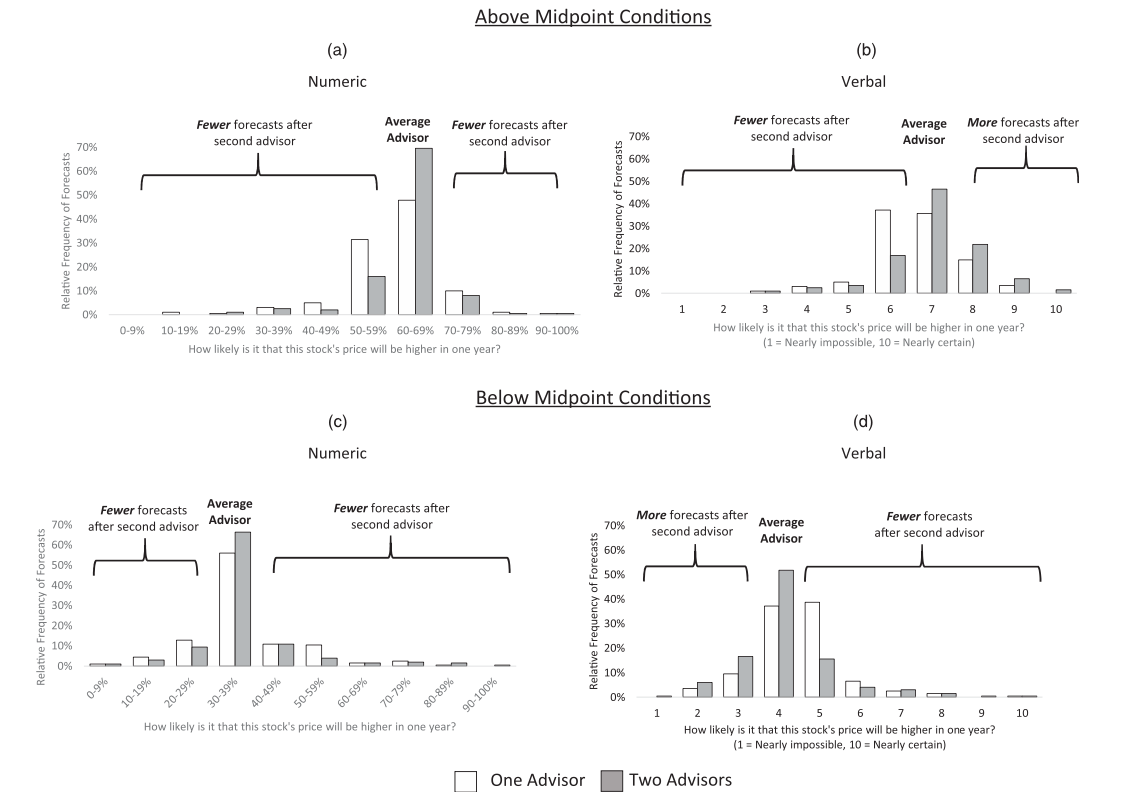 Above Midpoint Conditions
(a)
Numeric
Fewer forecasts after
second advisor
Average
Advisor
Fewer forecasts after
second advisor
Relative Frequency of Forecasts
70%
60%
50%
40%
30%
20%
10%
0%
0-9% 10-19% 20-29% 30-39% 40-49% 50-59% 60-69% 70-79% 80-89% 90-100%
How likely is it that this stock's price will be higher in one year?
(b)
Verbal
Fewer forecasts after
second advisor
Average
Advisor
More forecasts after
second advisor
Relative Frequency of Forecasts
70%
60%
50%
40%
30%
20%
10%
0%
1 2 3 4 5 6 7 8 9 10
How likely is it that this stock's price will be higher in one year?
(1 = Nearly impossible, 10 = Nearly certain)
Below Midpoint Conditions
(c)
Numeric
Fewer forecasts
after second advisor
Average
Advisor
Fewer forecasts after
second advisor
Relative Frequency of Forecasts
70%
60%
50%
40%
30%
20%
10%
0%
0-9% 10-19% 20-29% 30-39% 40-49% 50-59% 60-69% 70-79% 80-89% 90-100%
How likely is it that this stock's price will be higher in one year?
(d)
Verbal
More forecasts after
second advisor
Average
Advisor
Fewer forecasts
after second advisor
Relative Frequency of Forecasts
70%
60%
50%
40%
30%
20%
10%
0%
1 2 3 4 5 6 7 8 9 10
How likely is it that this stock's price will be higher in one year?
(1 = Nearly impossible, 10 = Nearly certain)
One Advisor Two Advisors